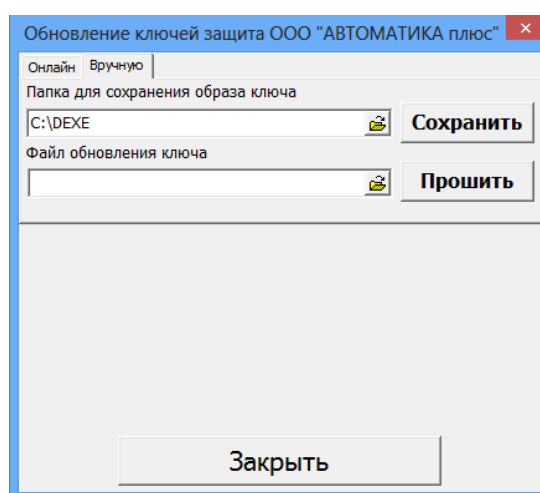 Обновление ключей защита ООО "АВТОМАТИКА плюс"
Онлайн Вручную
Папка для сохранения образа ключа
C:\DEXE Сохранить
Файл обновления ключа
Прошить
Закрыть